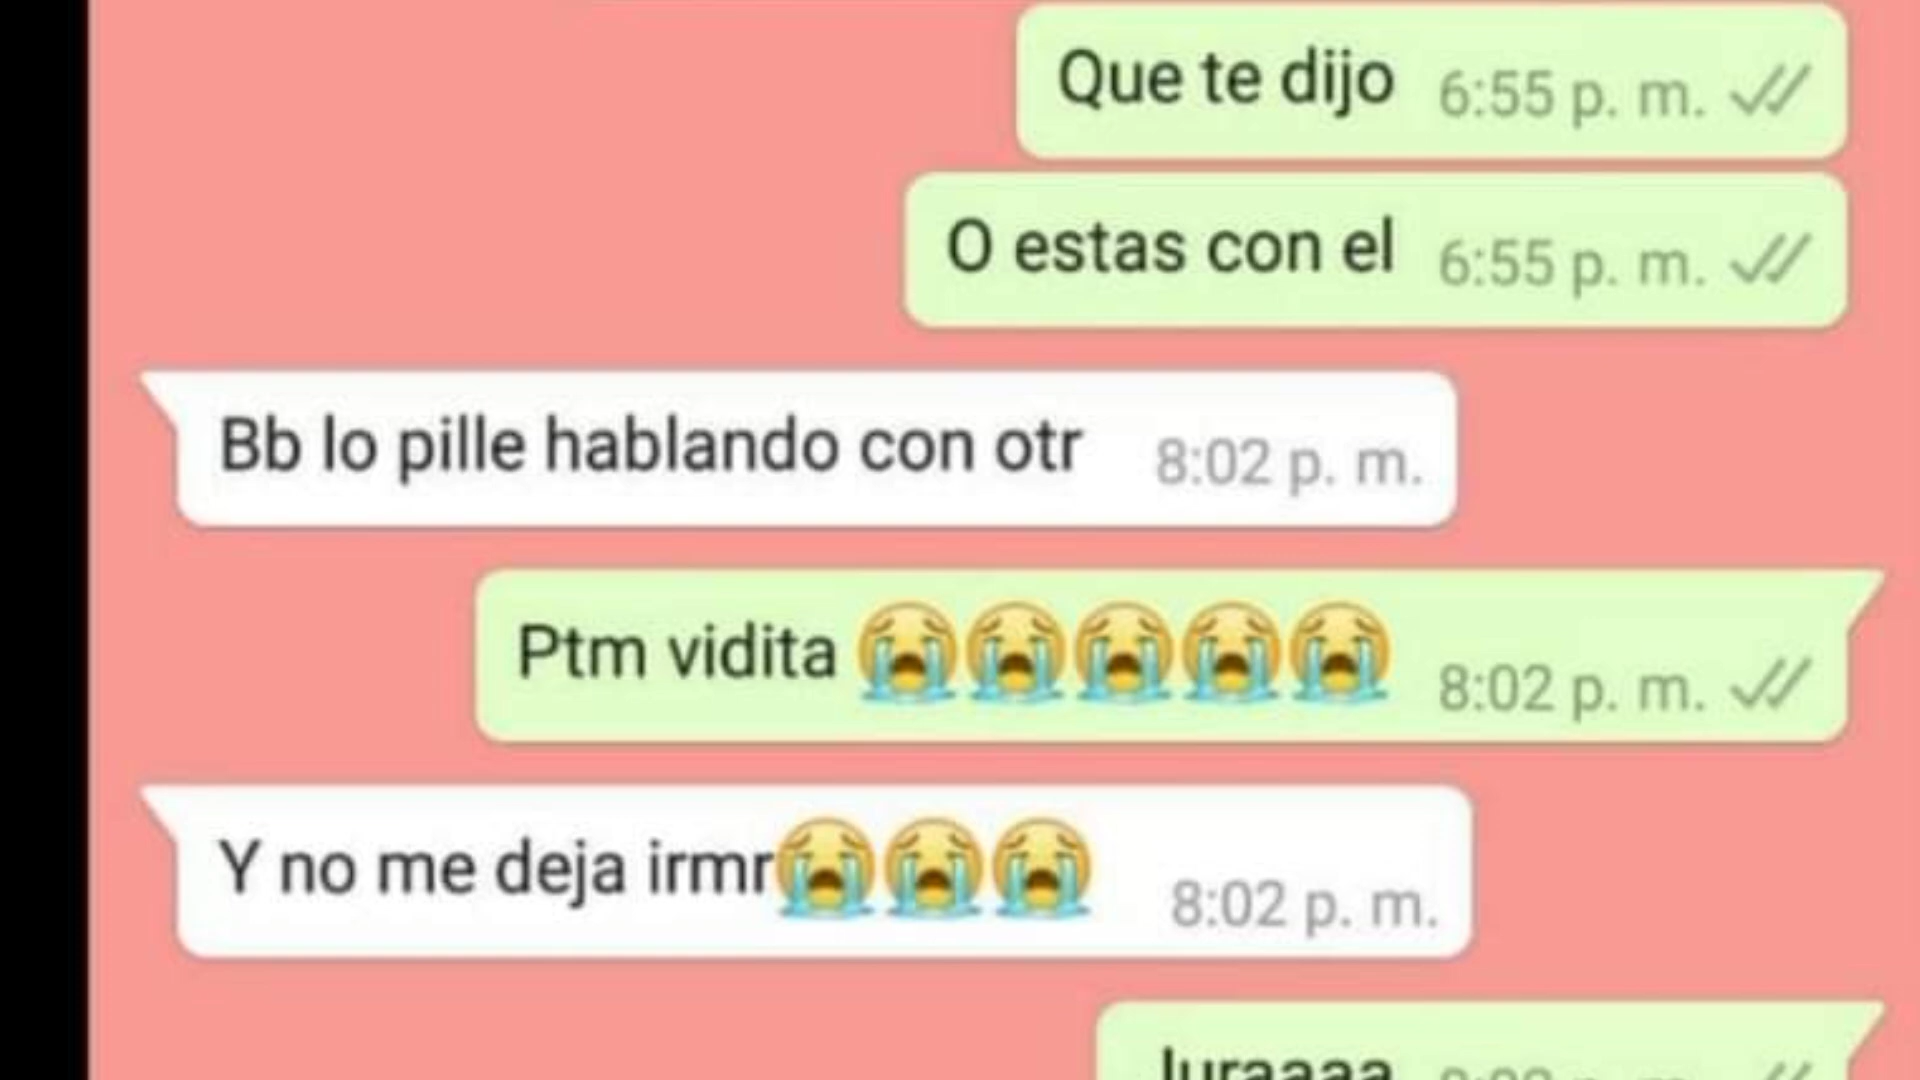 Que te dijo 6:55 p. m.
O estas con el 6:55 p. m.
Bb lo pille hablando con otr 8:02 p. m.
Ptm vidita 😭😭😭😭😭 8:02 p. m.
Y no me deja irmr😭😭😭 8:02 p. m.
Juraaaa